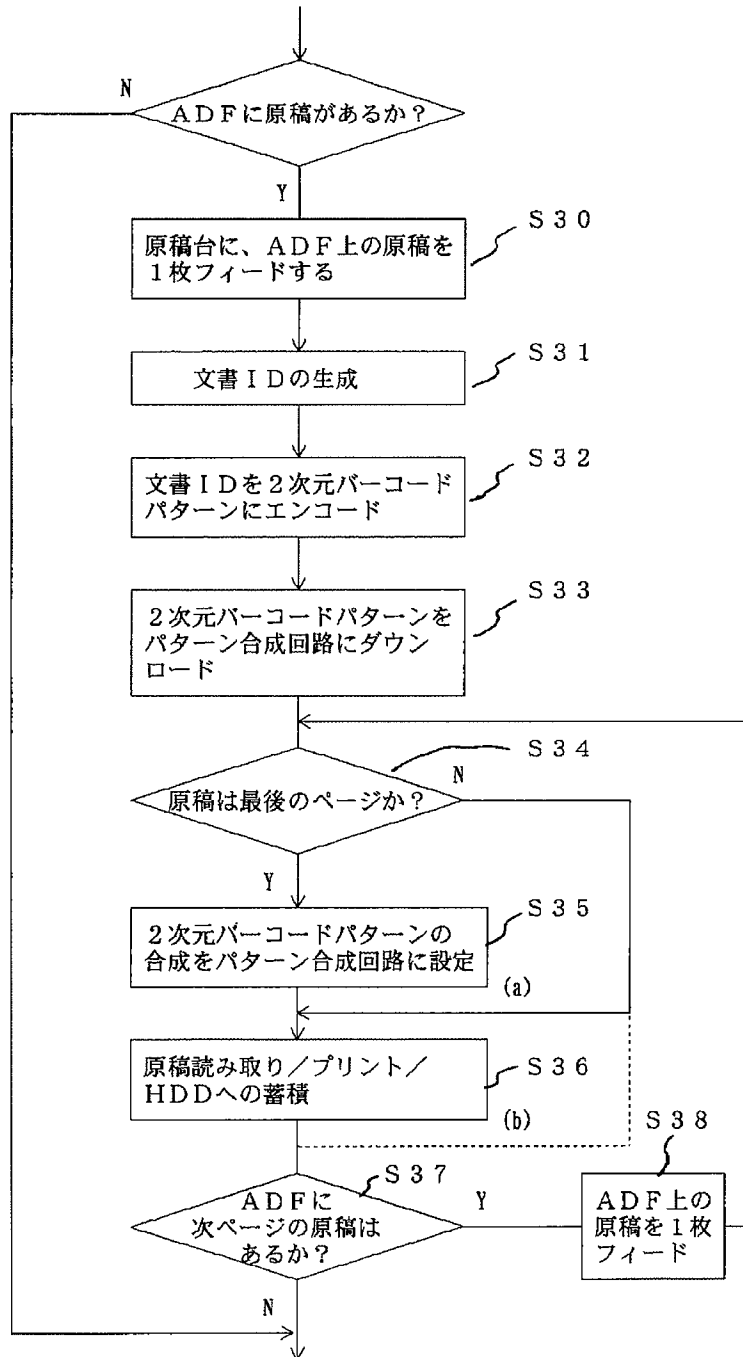 ADFに原稿があるか?
N
Y
S30
原稿台に、ADF上の原稿を
1枚フィードする
S31
文書IDの生成
S32
文書IDを2次元バーコード
パターンにエンコード
S33
2次元バーコードパターンを
パターン合成回路にダウン
ロード
S34
原稿は最後のページか?
N
Y
S35
2次元バーコードパターンの
合成をパターン合成回路に設定
(a)
S36
原稿読み取り/プリント/
HDDへの蓄積
(b)
S37
ADFに
次ページの原稿は
あるか?
Y
N
S38
ADF上の
原稿を1枚
フィード